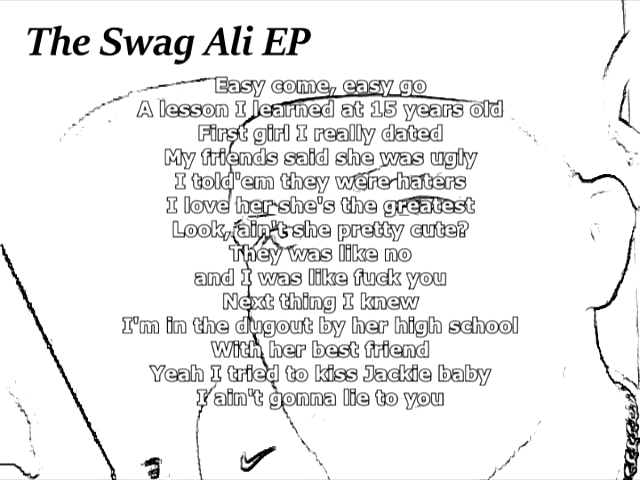 The Swag Ali EP
Easy come, easy go
A lesson I learned at 15 years old
First girl I really dated
My friends said she was ugly
I told'em they were haters
I love her she's the greatest
Look, ain't she pretty cute?
They was like no
and I was like fuck you
Next thing I knew
I'm in the dugout by her high school
With her best friend
Yeah I tried to kiss Jackie baby
I ain't gonna lie to you